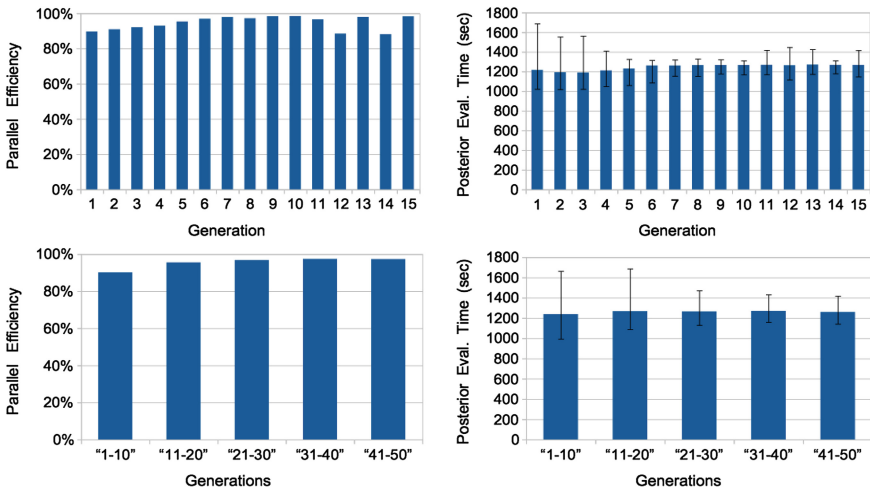 Parallel Efficiency
100%
80%
60%
40%
20%
0%
1 2 3 4 5 6 7 8 9 10 11 12 13 14 15
Generation
Posterior Eval. Time (sec)
1800
1600
1400
1200
1000
800
600
400
200
0
1 2 3 4 5 6 7 8 9 10 11 12 13 14 15
Generation
Parallel Efficiency
100%
80%
60%
40%
20%
0%
“1-10” “11-20” “21-30” “31-40” “41-50”
Generations
Posterior Eval. Time (sec)
1800
1600
1400
1200
1000
800
600
400
200
0
“1-10” “11-20” “21-30” “31-40” “41-50”
Generations